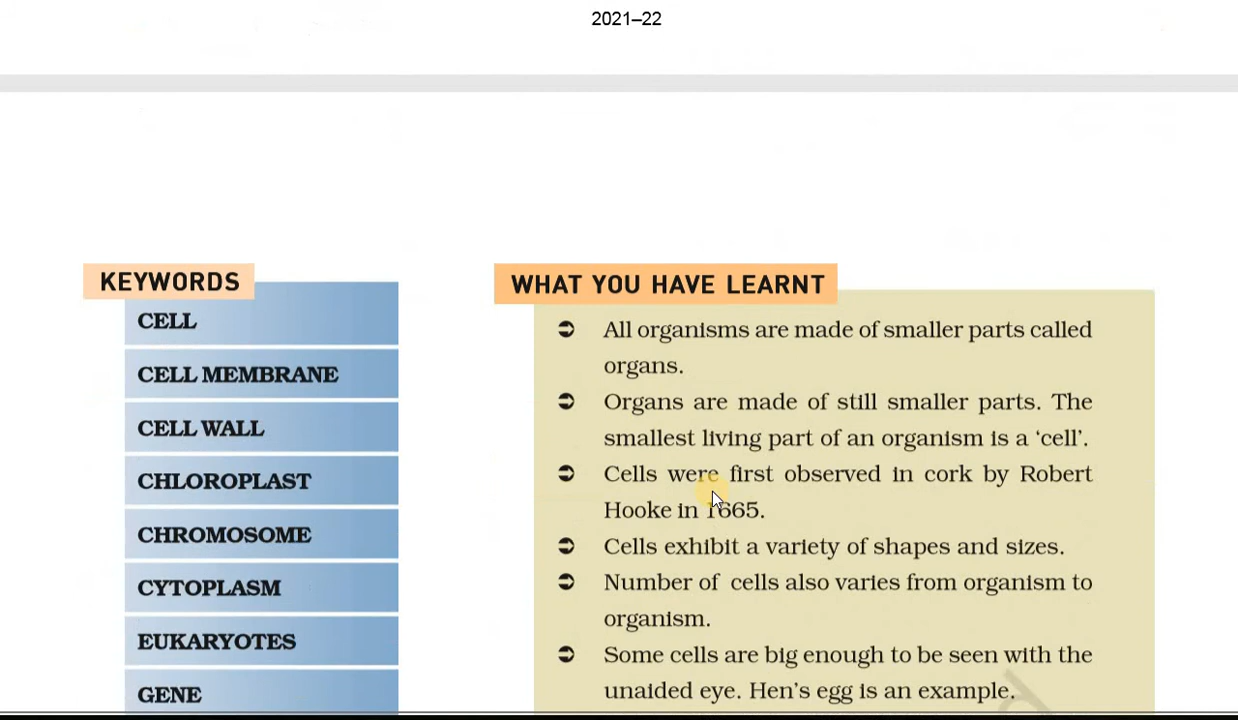 2021–22
KEYWORDS
CELL
CELL MEMBRANE
CELL WALL
CHLOROPLAST
CHROMOSOME
CYTOPLASM
EUKARYOTES
GENE
WHAT YOU HAVE LEARNT
➲ All organisms are made of smaller parts called
organs.
➲ Organs are made of still smaller parts. The
smallest living part of an organism is a ‘cell’.
➲ Cells were first observed in cork by Robert
Hooke in 1665.
➲ Cells exhibit a variety of shapes and sizes.
➲ Number of cells also varies from organism to
organism.
➲ Some cells are big enough to be seen with the
unaided eye. Hen’s egg is an example.